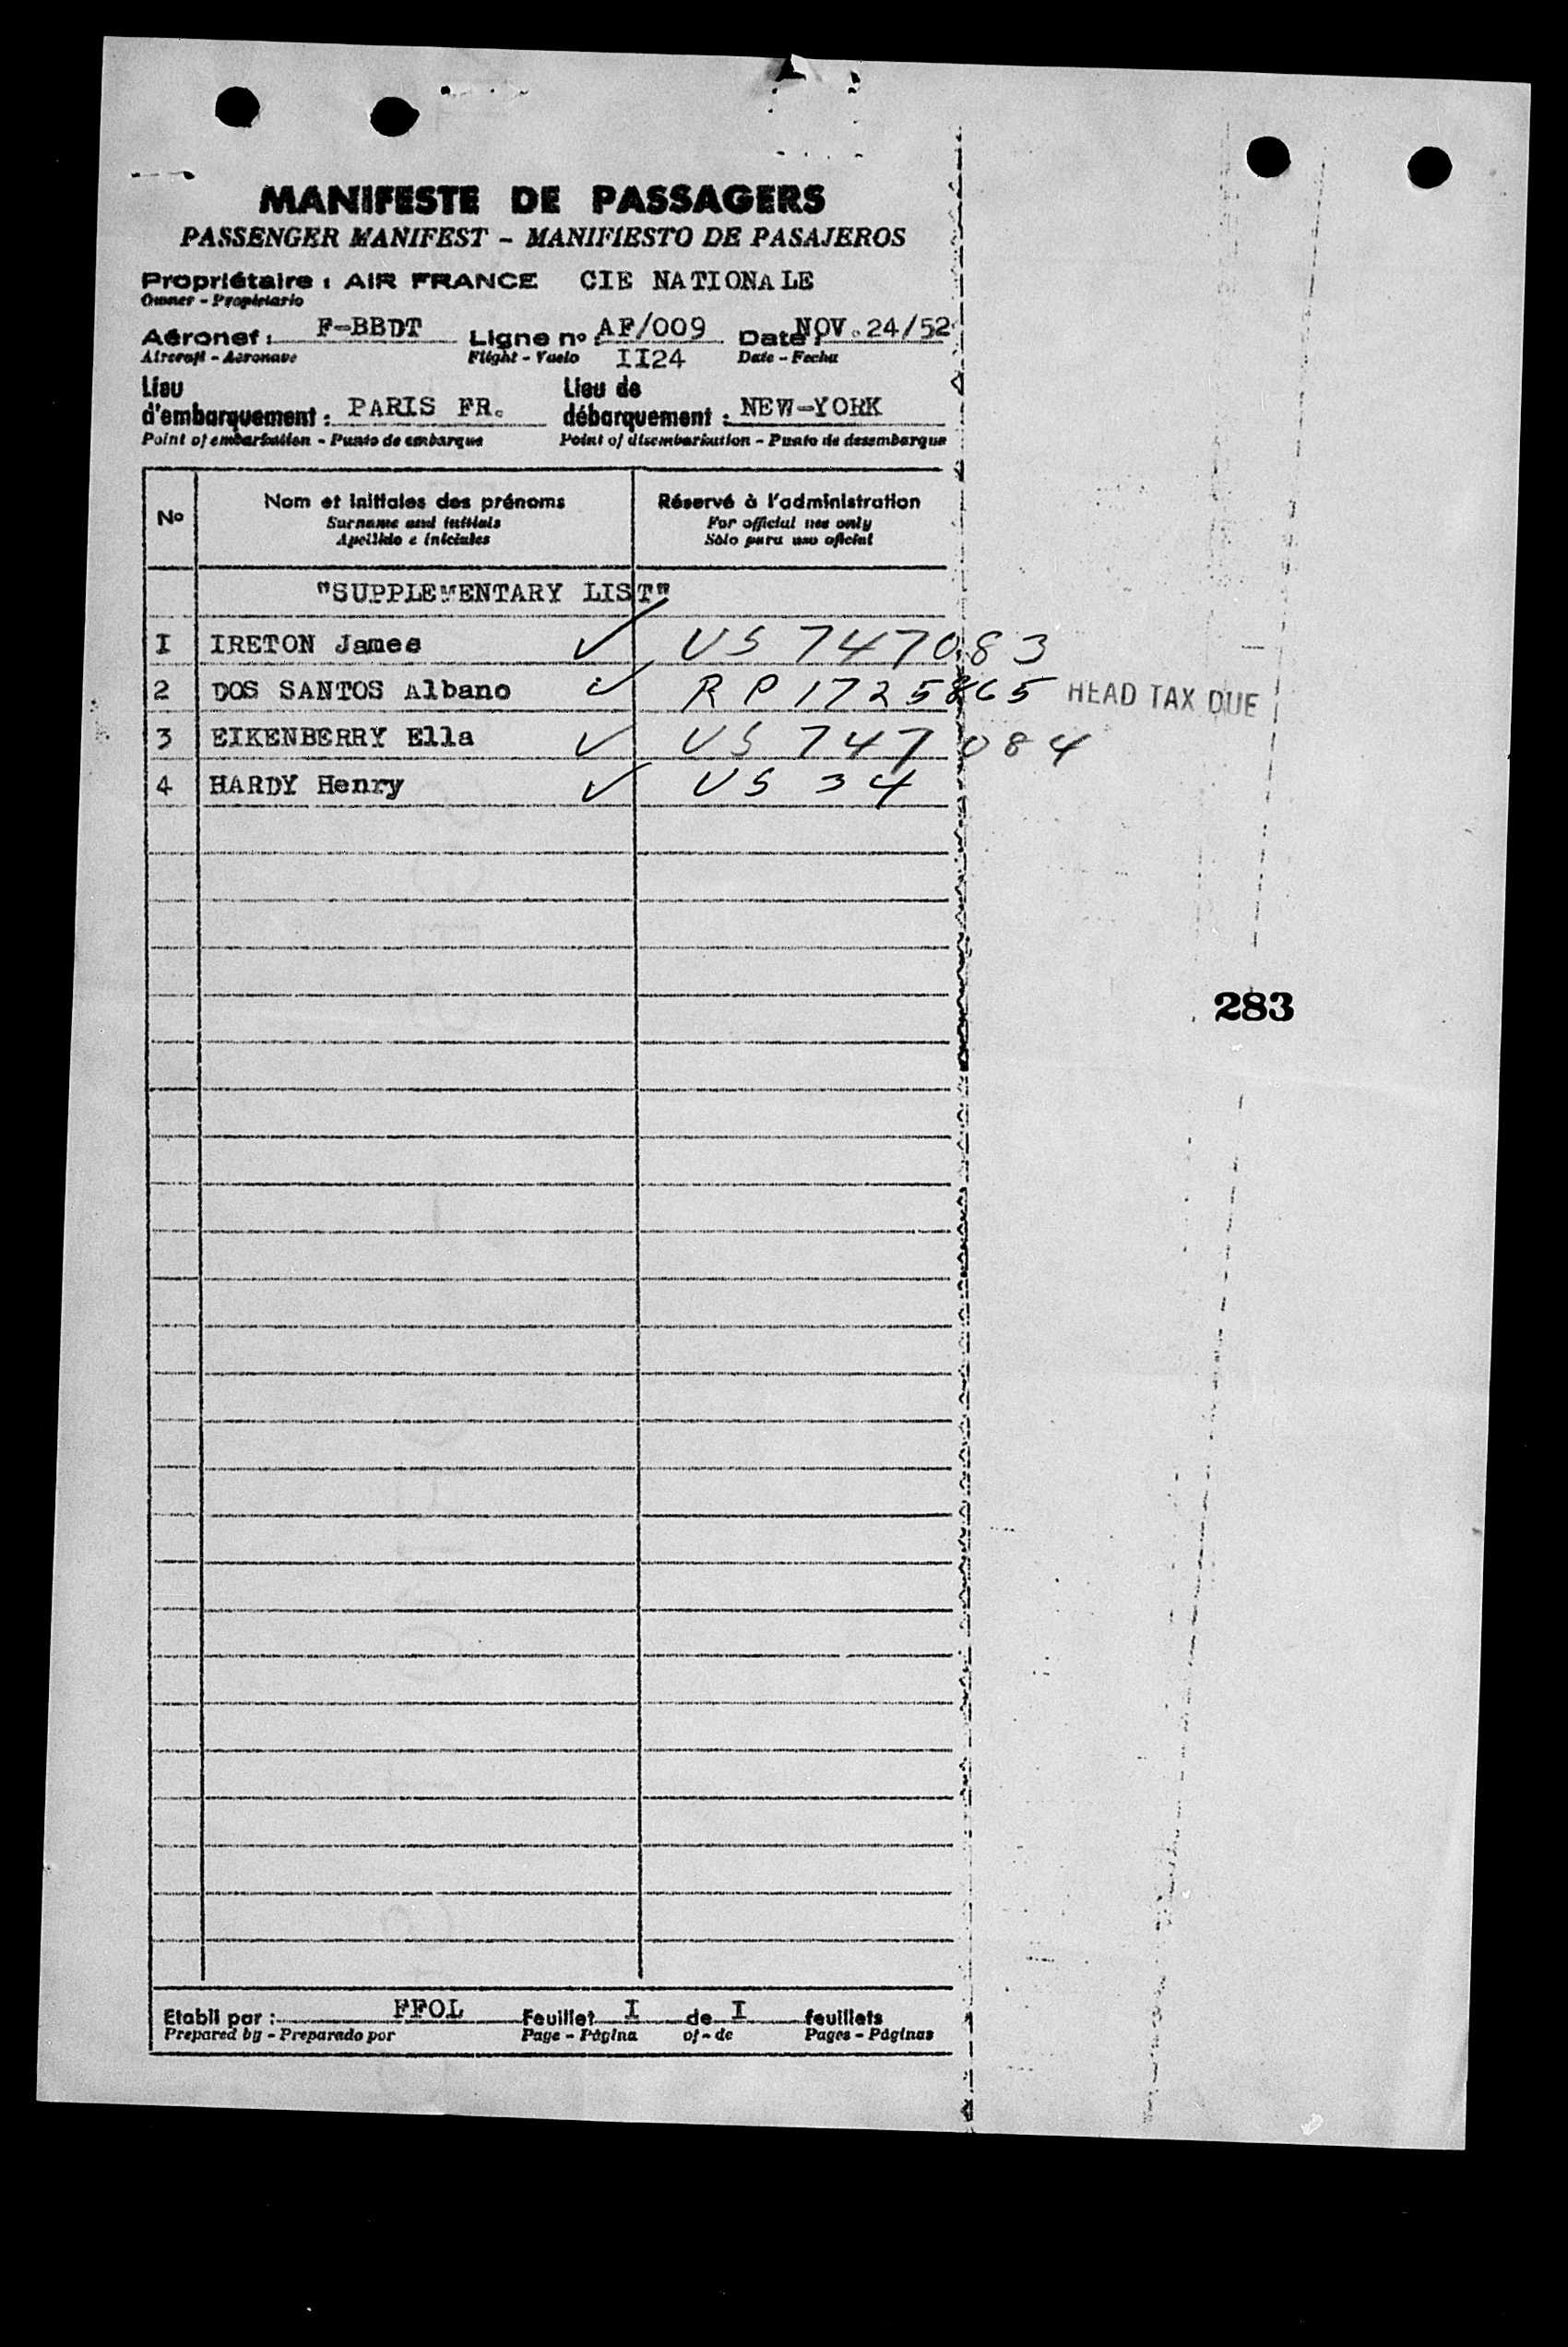 MANIFESTE DE PASSAGERS
PASSENGER MANIFEST - MANIFIESTO DE PASAJEROS
Propriétaire : AIR FRANCE CIE NATIONALE
Owner - Propietario
Aéronef : F-BBDT Ligne nº : AF/009 Date : NOV.24/52
Aircraft - Aeronave Flight - Vuelo II24 Date - Fecha
Lieu d'embarquement : PARIS FR. Lieu de débarquement : NEW-YORK
Point of embarkation - Punto de embarque Point of disembarkation - Punto de desembarque
Nº Nom et initiales des prénoms Réservé à l'administration
Surname and initials For official use only
Apellido e iniciales Sólo para uso oficial
"SUPPLEMENTARY LIST"
I IRETON James ✓ US 747083
2 DOS SANTOS Albano ✓ RP 1725865 HEAD TAX DUE
3 EIKENBERRY Ella ✓ US 747084
4 HARDY Henry ✓ US 34
283
Etabli par : FFOL Feuillet I de I feuillets
Prepared by - Preparado por Page - Página of - de Pages - Páginas